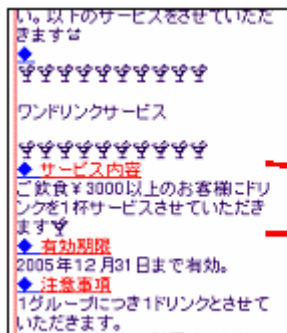 い。以下のサービスをさせていただ
きます
◆
ワンドリンクサービス
◆ サービス内容
ご飲食￥3000以上のお客様にドリ
ンクを1杯サービスさせていただき
ます
◆ 有効期限
2005年12月31日まで有効。
◆ 注意事項
1グループにつき1ドリンクとさせて
いただきます。